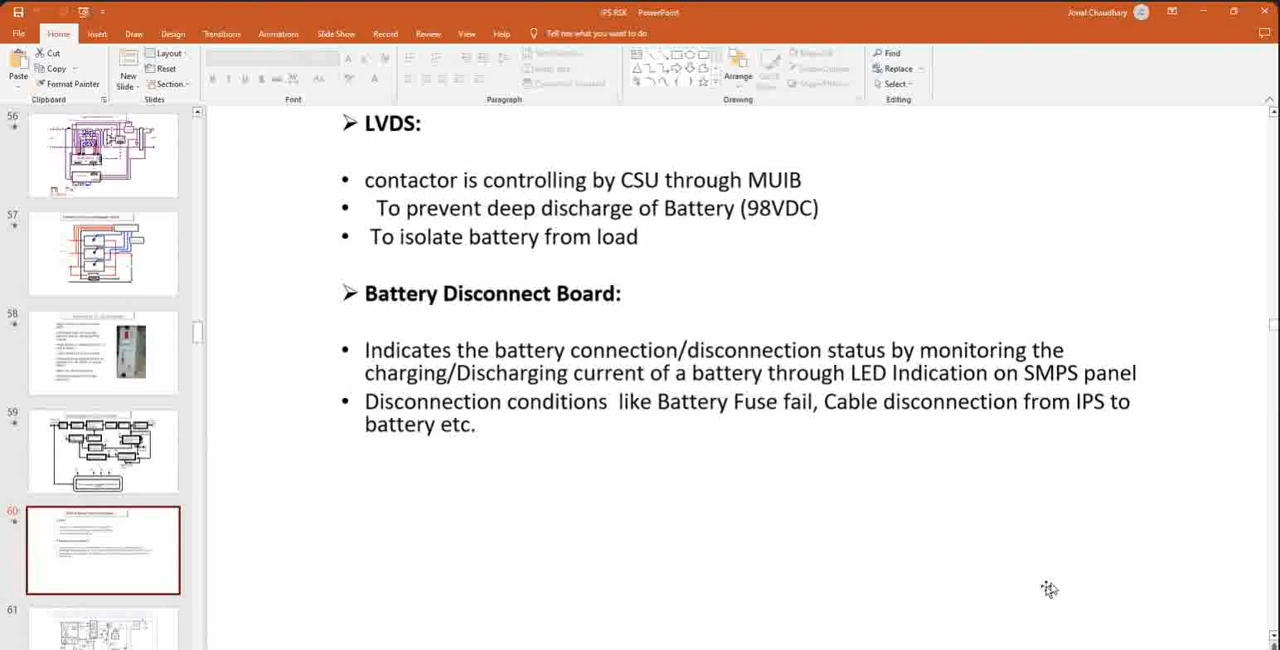 IPS RSK - PowerPoint
Jonal Chaudhary
File Home Insert Draw Design Transitions Animations Slide Show Record Review View Help Tell me what you want to do
Paste
Cut
Copy
Format Painter
Clipboard
New Slide
Layout
Reset
Section
Slides
Font
Paragraph
Arrange
Drawing
Find
Replace
Select
Editing
56
57
58
59
60
61
➢ LVDS:
• contactor is controlling by CSU through MUIB
• To prevent deep discharge of Battery (98VDC)
• To isolate battery from load
➢ Battery Disconnect Board:
• Indicates the battery connection/disconnection status by monitoring the
charging/Discharging current of a battery through LED Indication on SMPS panel
• Disconnection conditions like Battery Fuse fail, Cable disconnection from IPS to
battery etc.